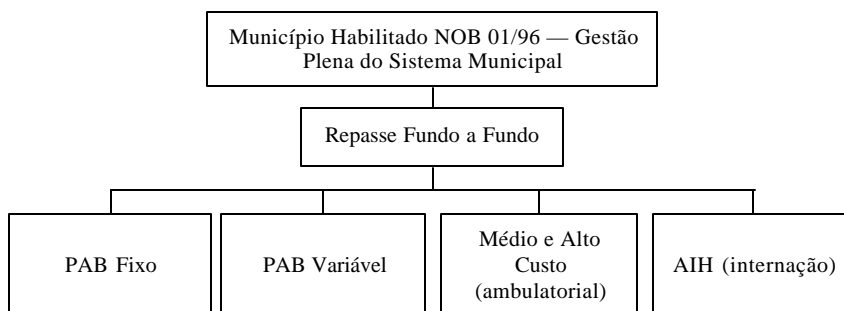 Município Habilitado NOB 01/96 — Gestão
Plena do Sistema Municipal
Repasse Fundo a Fundo
PAB Fixo
PAB Variável
Médio e Alto
Custo
(ambulatorial)
AIH (internação)